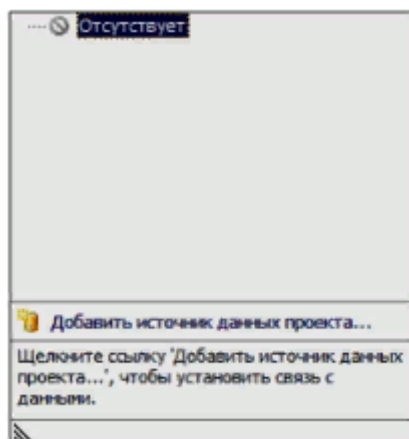 Отсутствует
Добавить источник данных проекта...
Щелкните ссылку 'Добавить источник данных
проекта...', чтобы установить связь с
данными.